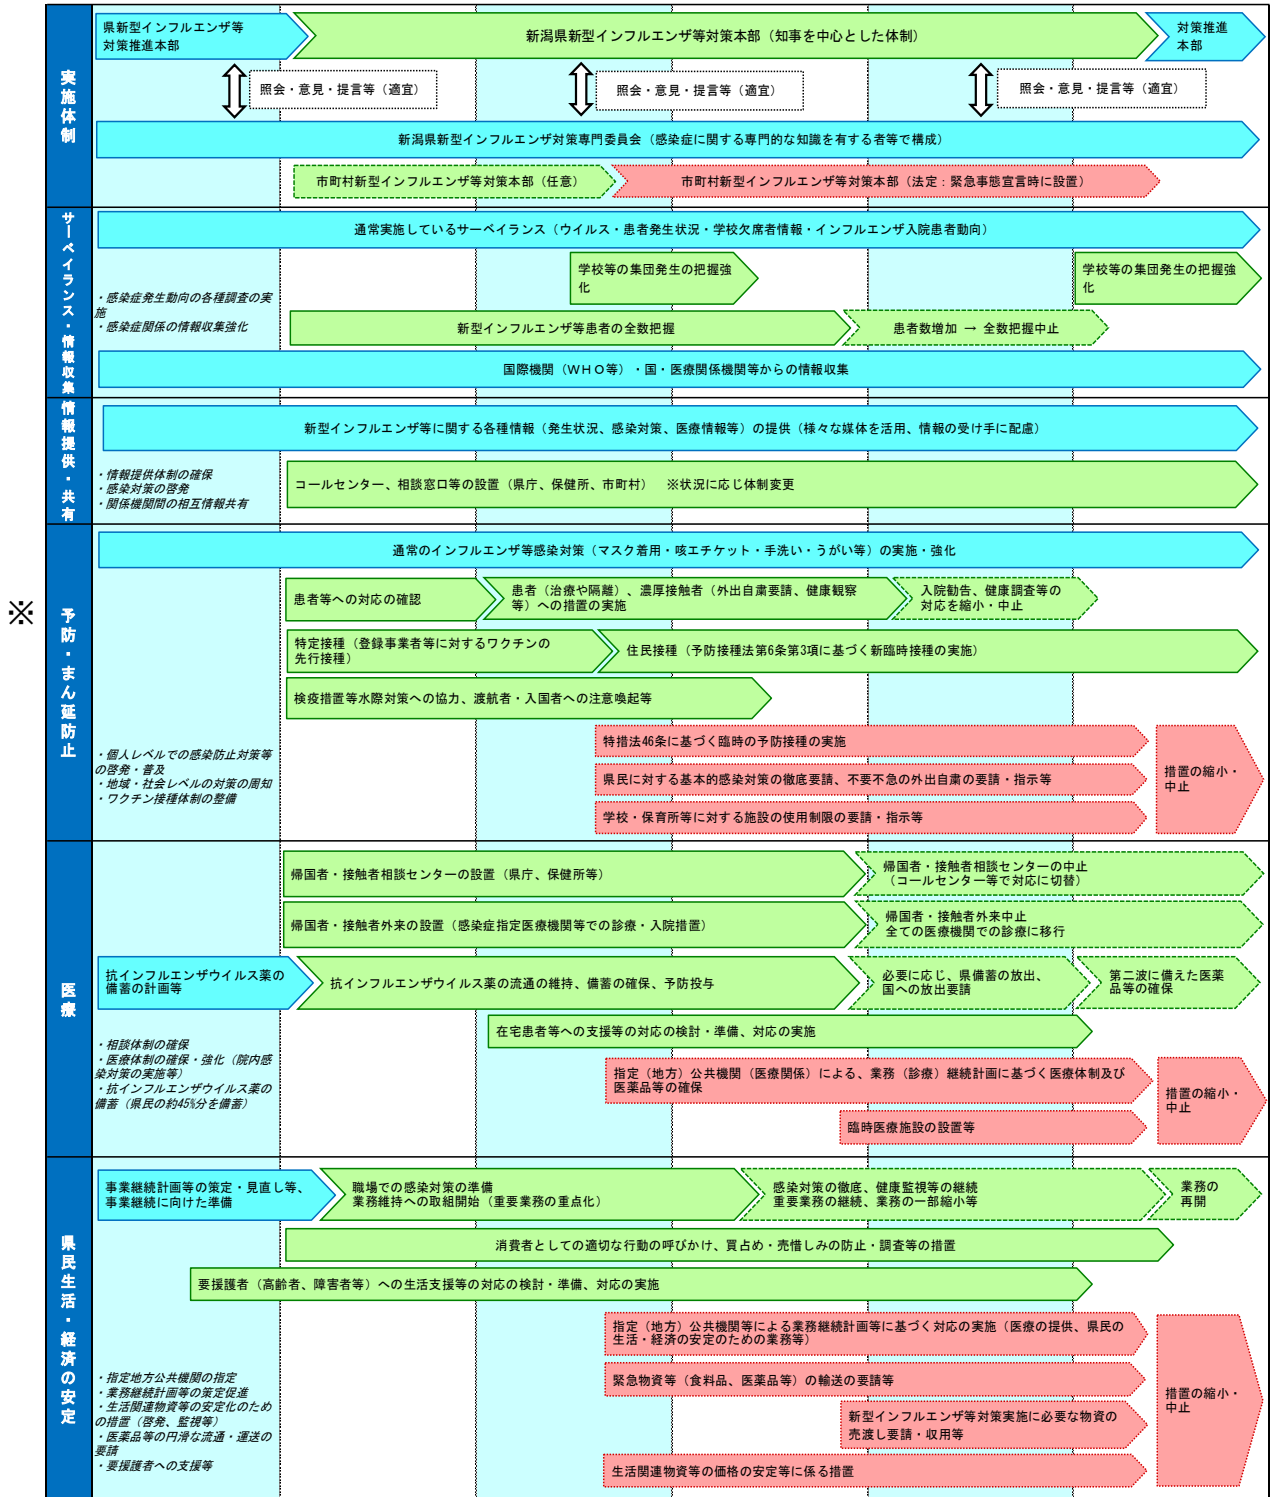 実施体制
県新型インフルエンザ等
対策推進本部
新潟県新型インフルエンザ等対策本部（知事を中心とした体制）
対策推進
本部
照会・意見・提言等（適宜）
照会・意見・提言等（適宜）
照会・意見・提言等（適宜）
新潟県新型インフルエンザ対策専門委員会（感染症に関する専門的な知識を有する者等で構成）
市町村新型インフルエンザ等対策本部（任意）
市町村新型インフルエンザ等対策本部（法定：緊急事態宣言時に設置）
サーベイランス・情報収集
通常実施しているサーベイランス（ウイルス・患者発生状況・学校欠席者情報・インフルエンザ入院患者動向）
学校等の集団発生の把握強
化
学校等の集団発生の把握強
化
・感染症発生動向の各種調査の実
施
・感染症関係の情報収集強化
新型インフルエンザ等患者の全数把握
患者数増加 → 全数把握中止
国際機関（ＷＨＯ等）・国・医療関係機関等からの情報収集
情報提供・共有
新型インフルエンザ等に関する各種情報（発生状況、感染対策、医療情報等）の提供（様々な媒体を活用、情報の受け手に配慮）
・情報提供体制の確保
・感染対策の啓発
・関係機関間の相互情報共有
コールセンター、相談窓口等の設置（県庁、保健所、市町村）　※状況に応じ体制変更
※
予防・まん延防止
通常のインフルエンザ等感染対策（マスク着用・咳エチケット・手洗い・うがい等）の実施・強化
患者等への対応の確認
患者（治療や隔離）、濃厚接触者（外出自粛要請、健康観察
等）への措置の実施
入院勧告、健康調査等の
対応を縮小・中止
特定接種（登録事業者等に対するワクチンの
先行接種）
住民接種（予防接種法第6条第3項に基づく新臨時接種の実施）
検疫措置等水際対策への協力、渡航者・入国者への注意喚起等
・個人レベルでの感染防止対策等
の啓発・普及
・地域・社会レベルの対策の周知
・ワクチン接種体制の整備
特措法46条に基づく臨時の予防接種の実施
県民に対する基本的感染対策の徹底要請、不要不急の外出自粛の要請・指示等
学校・保育所等に対する施設の使用制限の要請・指示等
措置の縮小・
中止
医療
帰国者・接触者相談センターの設置（県庁、保健所等）
帰国者・接触者相談センターの中止
（コールセンター等で対応に切替）
帰国者・接触者外来の設置（感染症指定医療機関等での診療・入院措置）
帰国者・接触者外来中止
全ての医療機関での診療に移行
抗インフルエンザウイルス薬の
備蓄の計画等
抗インフルエンザウイルス薬の流通の維持、備蓄の確保、予防投与
必要に応じ、県備蓄の放出、
国への放出要請
第二波に備えた医薬
品等の確保
在宅患者等への支援等の対応の検討・準備、対応の実施
・相談体制の確保
・医療体制の確保・強化（院内感
染対策の実施等）
・抗インフルエンザウイルス薬の
備蓄（県民の約45%分を備蓄）
指定（地方）公共機関（医療関係）による、業務（診療）継続計画に基づく医療体制及び
医薬品等の確保
臨時医療施設の設置等
措置の縮小・
中止
県民生活・経済の安定
事業継続計画等の策定・見直し等、
事業継続に向けた準備
職場での感染対策の準備
業務維持への取組開始（重要業務の重点化）
感染対策の徹底、健康監視等の継続
重要業務の継続、業務の一部縮小等
業務の
再開
消費者としての適切な行動の呼びかけ、買占め・売惜しみの防止・調査等の措置
要援護者（高齢者、障害者等）への生活支援等の対応の検討・準備、対応の実施
指定（地方）公共機関等による業務継続計画等に基づく対応の実施（医療の提供、県民の
生活・経済の安定のための業務等）
緊急物資等（食料品、医薬品等）の輸送の要請等
新型インフルエンザ等対策実施に必要な物資の
売渡し要請・収用等
生活関連物資等の価格の安定等に係る措置
措置の縮小・
中止
・指定地方公共機関の指定
・業務継続計画等の策定促進
・生活関連物資等の安定化のため
の措置（啓発、監視等）
・医薬品等の円滑な流通・運送の
要請
・要援護者への支援等